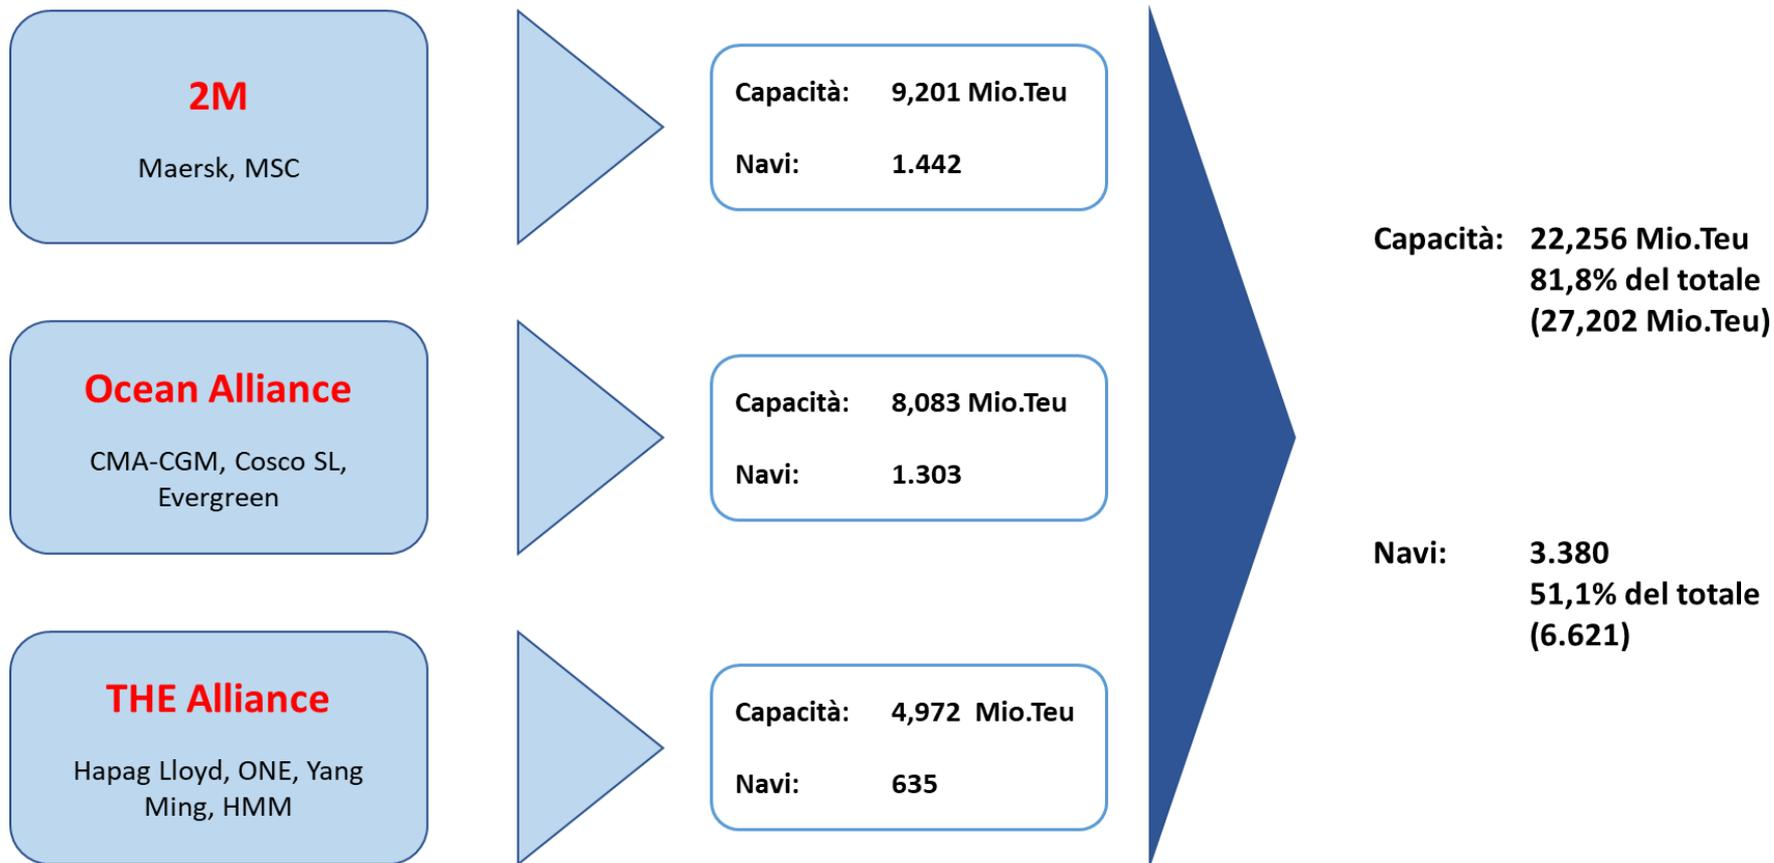 2M
Maersk, MSC
Capacità: 9,201 Mio.Teu
Navi: 1.442
Ocean Alliance
CMA-CGM, Cosco SL,
Evergreen
Capacità: 8,083 Mio.Teu
Navi: 1.303
THE Alliance
Hapag Lloyd, ONE, Yang
Ming, HMM
Capacità: 4,972 Mio.Teu
Navi: 635
Capacità: 22,256 Mio.Teu
81,8% del totale
(27,202 Mio.Teu)
Navi: 3.380
51,1% del totale
(6.621)